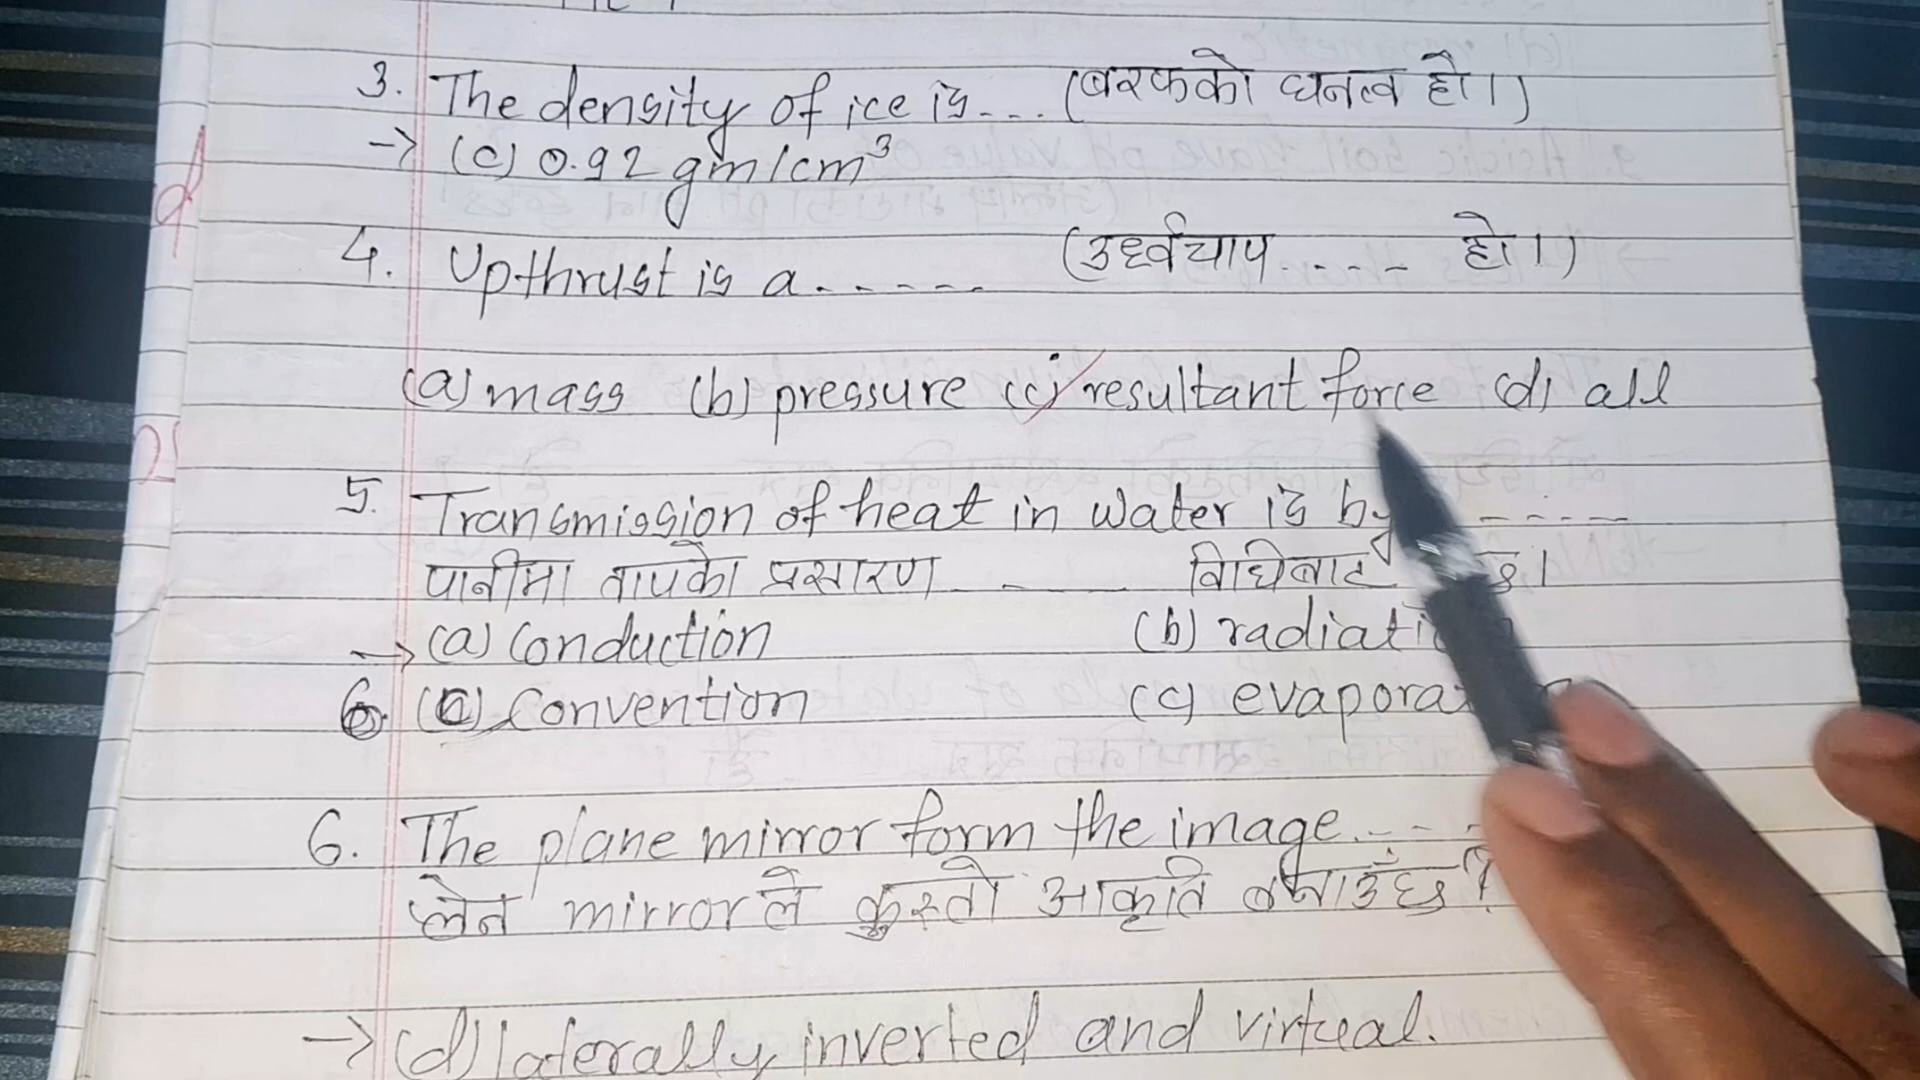 3. The density of ice is... (बरफको घनत्व हो।)
→ (c) 0.92 gm/cm³
4. Upthrust is a...... (उर्ध्वचाप..... हो।)
(a) mass (b) pressure (c) resultant force (d) all
5. Transmission of heat in water is by ......
पानीमा तापको प्रसारण ...... विधिबाट
→ (a) Conduction (b)
6. (c) Convention (c)
6. The plane mirror form the image....
प्लेन mirror ले कुस्तो आकृति बनाउँछ?
→ (d) laterally inverted and virtual.